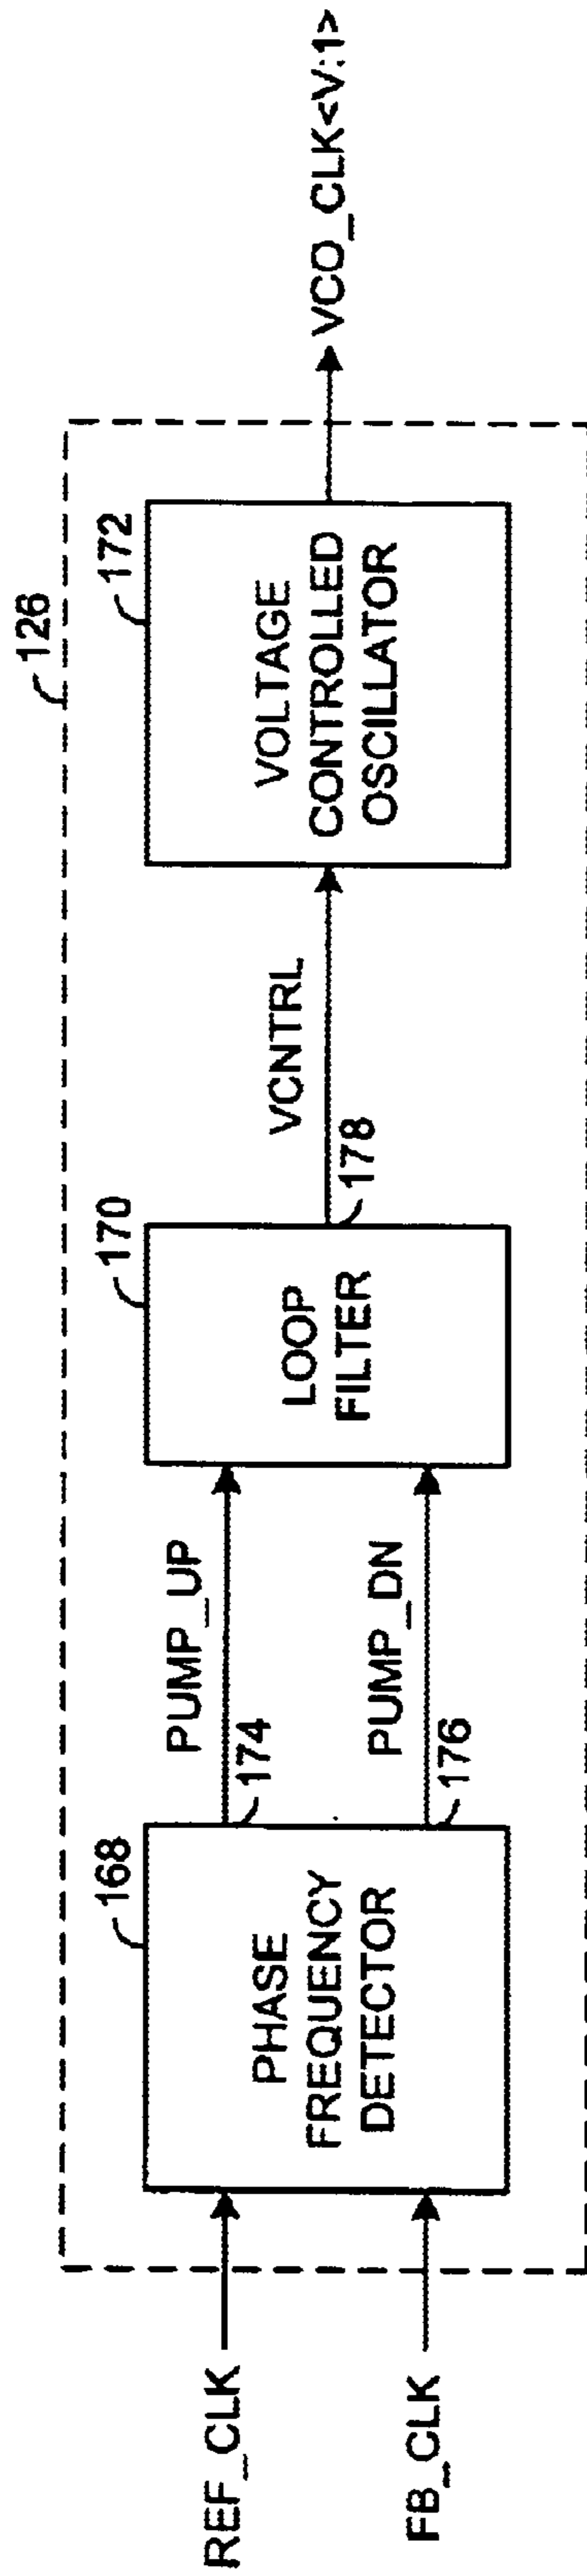 126
REF_CLK
FB_CLK
168
PHASE
FREQUENCY
DETECTOR
174
PUMP_UP
176
PUMP_DN
170
LOOP
FILTER
178
VCNTRL
172
VOLTAGE
CONTROLLED
OSCILLATOR
VCO_CLK<V:1>